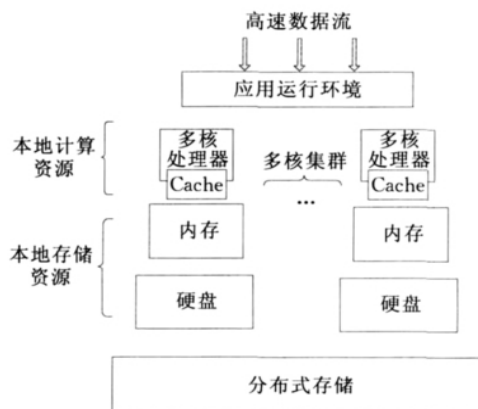 高速数据流
应用运行环境
本地计算
资源
多核
处理器
Cache
多核集群
...
多核
处理器
Cache
本地存储
资源
内存
内存
硬盘
硬盘
分布式存储